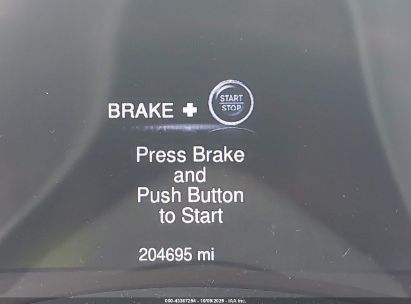 BRAKE + START
STOP
Press Brake
and
Push Button
to Start
204695 mi